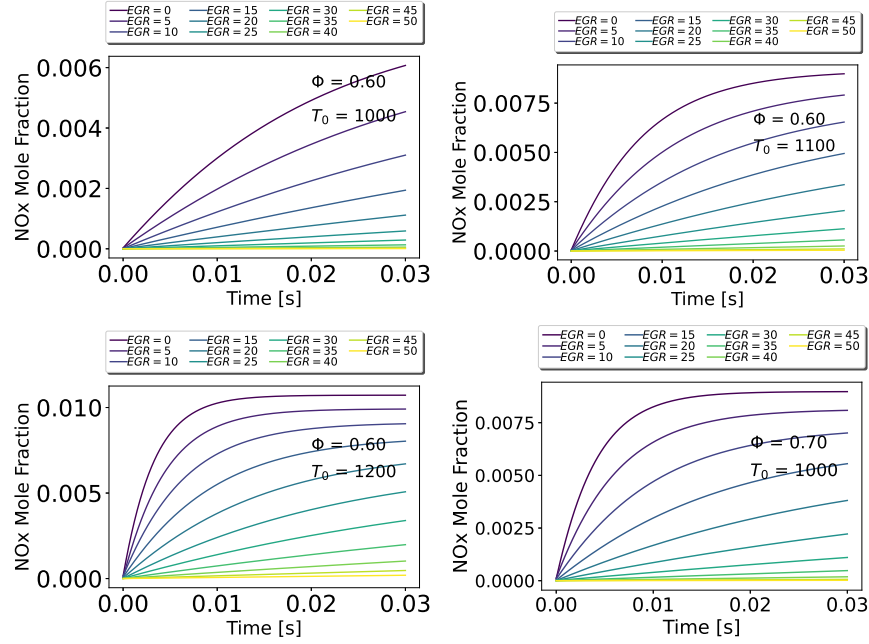 EGR = 0 EGR = 15 EGR = 30 EGR = 45
EGR = 5 EGR = 20 EGR = 35 EGR = 50
EGR = 10 EGR = 25 EGR = 40
0.006
0.004
0.002
0.000
NOx Mole Fraction
Φ = 0.60
T₀ = 1000
0.00 0.01 0.02 0.03
Time [s]
EGR = 0 EGR = 15 EGR = 30 EGR = 45
EGR = 5 EGR = 20 EGR = 35 EGR = 50
EGR = 10 EGR = 25 EGR = 40
0.0075
0.0050
0.0025
0.0000
NOx Mole Fraction
Φ = 0.60
T₀ = 1100
0.00 0.01 0.02 0.03
Time [s]
EGR = 0 EGR = 15 EGR = 30 EGR = 45
EGR = 5 EGR = 20 EGR = 35 EGR = 50
EGR = 10 EGR = 25 EGR = 40
0.010
0.005
0.000
NOx Mole Fraction
Φ = 0.60
T₀ = 1200
0.00 0.01 0.02 0.03
Time [s]
EGR = 0 EGR = 15 EGR = 30 EGR = 45
EGR = 5 EGR = 20 EGR = 35 EGR = 50
EGR = 10 EGR = 25 EGR = 40
0.0075
0.0050
0.0025
0.0000
NOx Mole Fraction
Φ = 0.70
T₀ = 1000
0.00 0.01 0.02 0.03
Time [s]